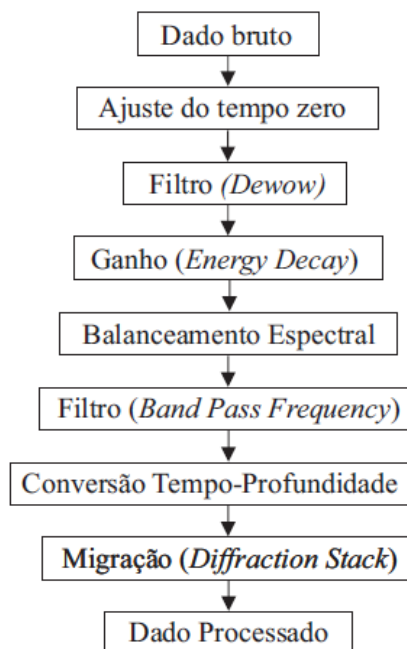 Dado bruto
Ajuste do tempo zero
Filtro (Dewow)
Ganho (Energy Decay)
Balanceamento Espectral
Filtro (Band Pass Frequency)
Conversão Tempo-Profundidade
Migração (Diffraction Stack)
Dado Processado